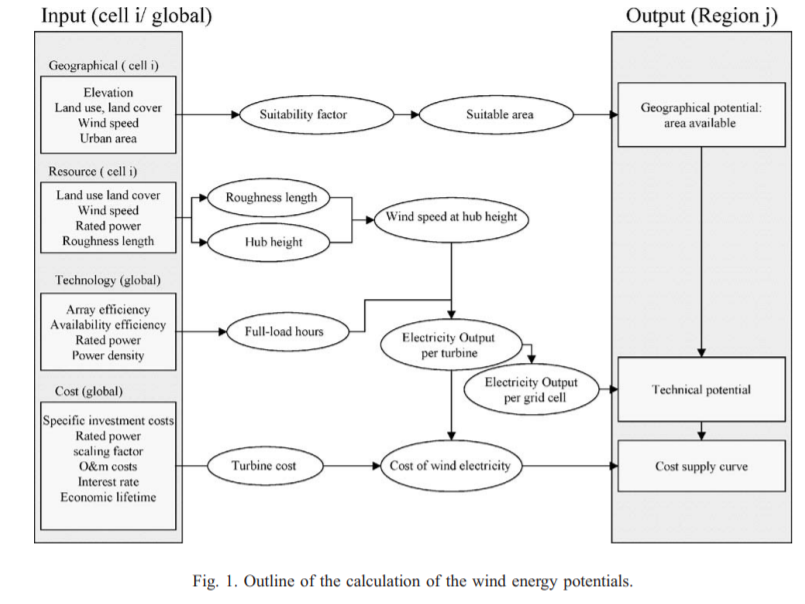 Input (cell i/ global)
Output (Region j)
Geographical ( cell i)
Elevation
Land use, land cover
Wind speed
Urban area
Suitability factor
Suitable area
Geographical potential:
area available
Resource ( cell i)
Land use land cover
Wind speed
Rated power
Roughness length
Roughness length
Hub height
Wind speed at hub height
Technology (global)
Array efficiency
Availability efficiency
Rated power
Power density
Full-load hours
Electricity Output
per turbine
Electricity Output
per grid cell
Technical potential
Cost (global)
Specific investment costs
Rated power
scaling factor
O&m costs
Interest rate
Economic lifetime
Turbine cost
Cost of wind electricity
Cost supply curve
Fig. 1. Outline of the calculation of the wind energy potentials.